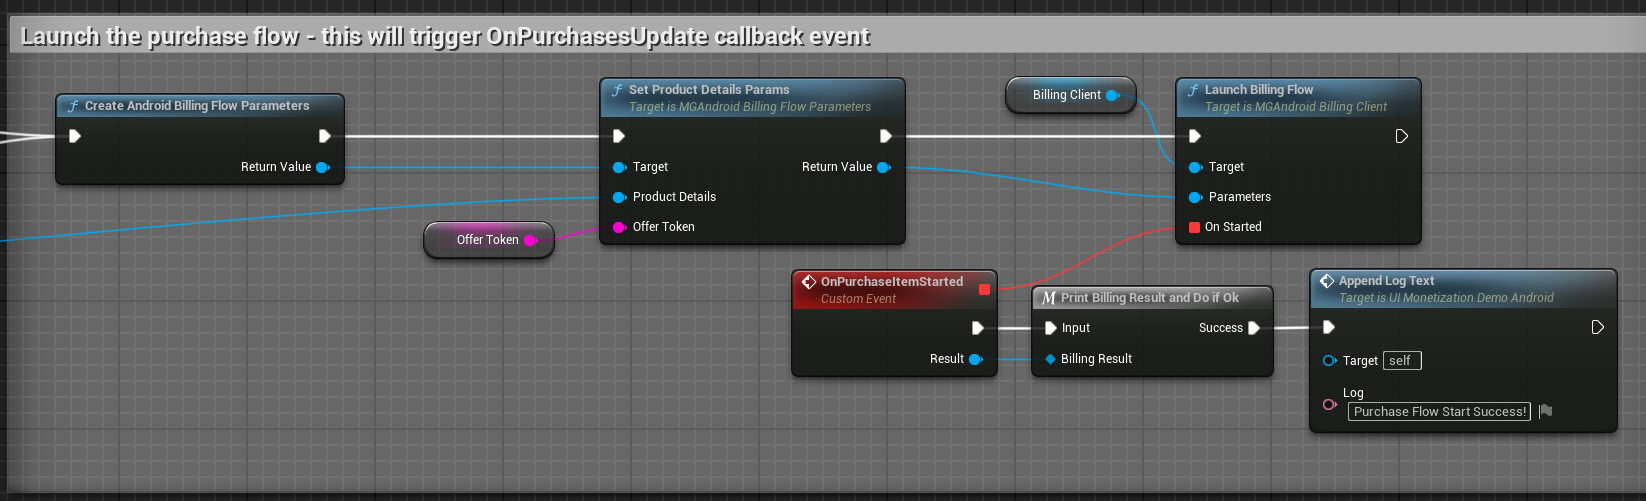 Launch the purchase flow - this will trigger OnPurchasesUpdate callback event
f Create Android Billing Flow Parameters
Return Value
f Set Product Details Params
Target is MGAndroid Billing Flow Parameters
Target
Return Value
Product Details
Offer Token
Offer Token
Billing Client
f Launch Billing Flow
Target is MGAndroid Billing Client
Target
Parameters
On Started
OnPurchaseItemStarted
Custom Event
Result
M Print Billing Result and Do if Ok
Input
Success
Billing Result
Append Log Text
Target is UI Monetization Demo Android
Target self
Log
Purchase Flow Start Success!